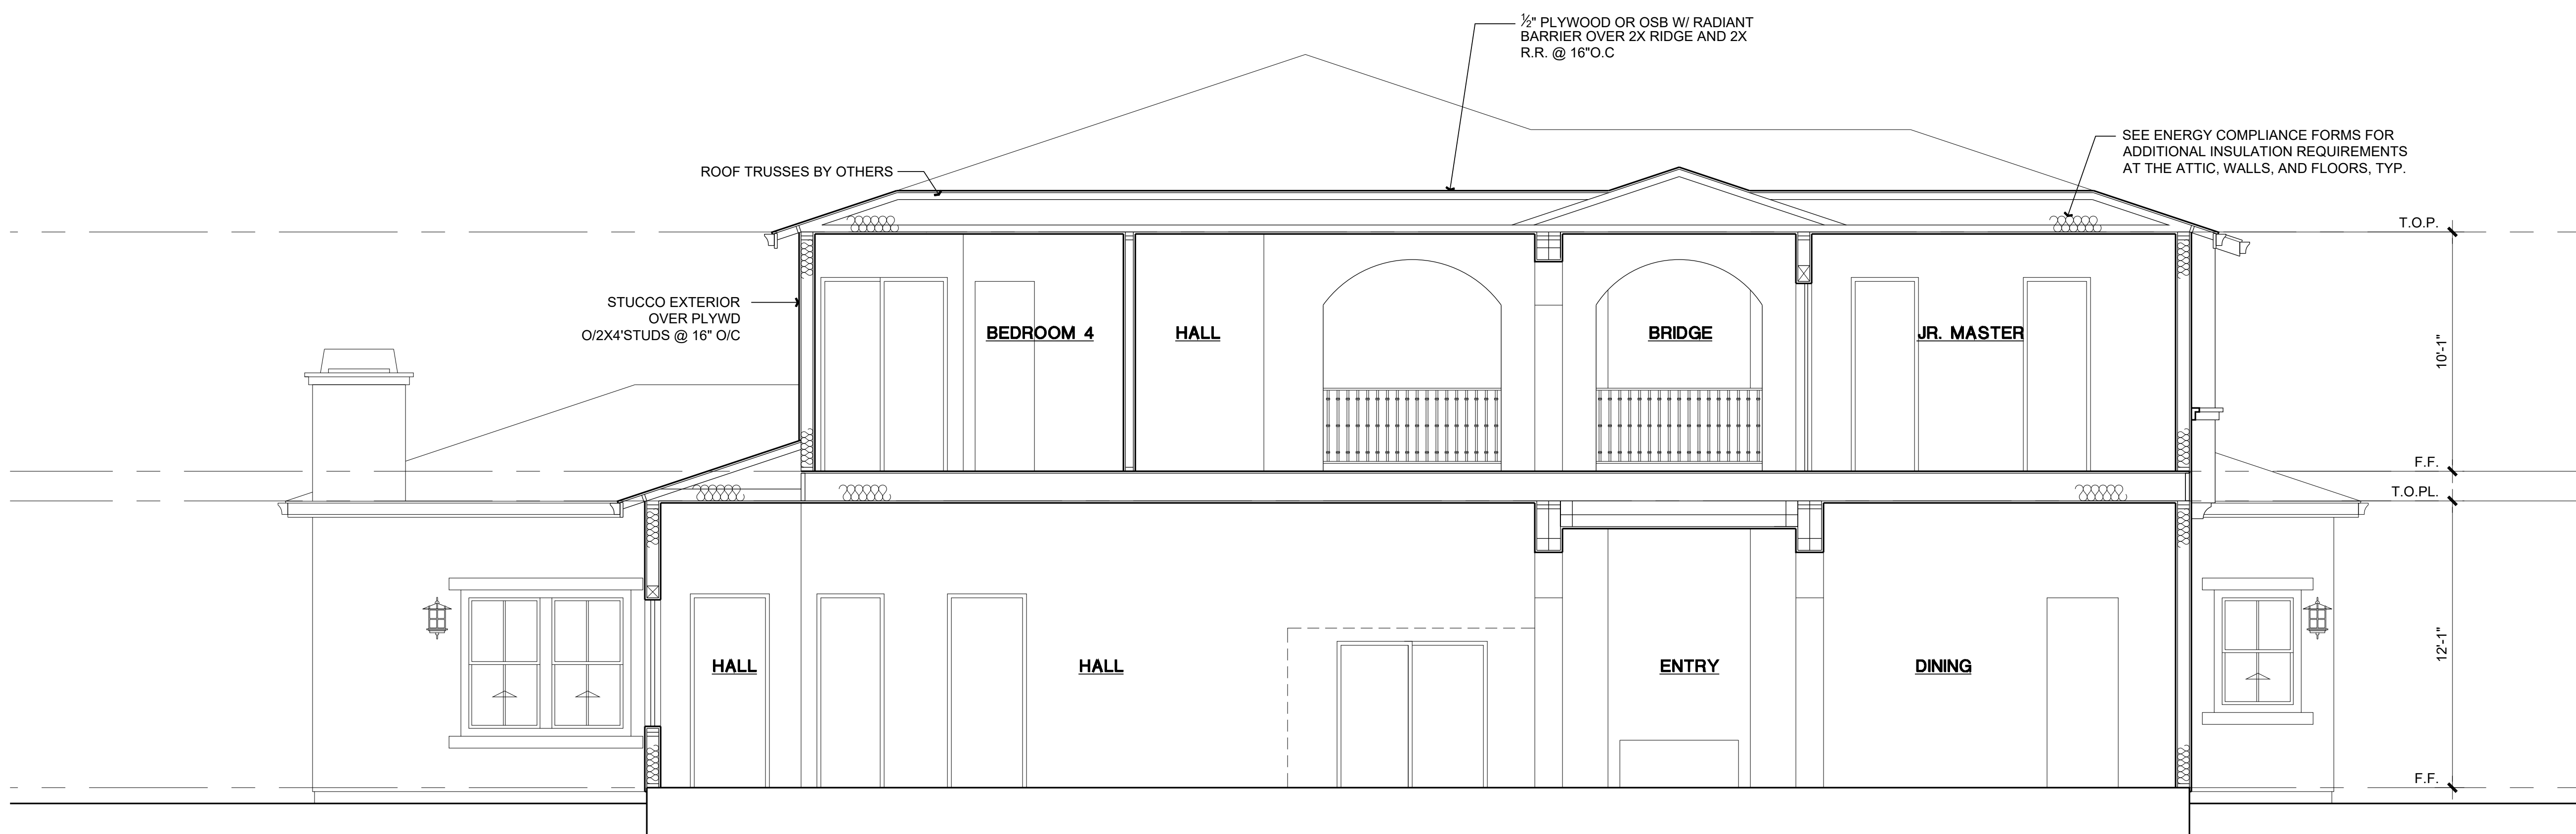 ½" PLYWOOD OR OSB W/ RADIANT
BARRIER OVER 2X RIDGE AND 2X
R.R. @ 16"O.C
SEE ENERGY COMPLIANCE FORMS FOR
ADDITIONAL INSULATION REQUIREMENTS
AT THE ATTIC, WALLS, AND FLOORS, TYP.
ROOF TRUSSES BY OTHERS
T.O.P.
STUCCO EXTERIOR
OVER PLYWD
O/2X4'STUDS @ 16" O/C
BEDROOM 4
HALL
BRIDGE
JR. MASTER
10'-1"
F.F.
T.O.PL.
HALL
HALL
ENTRY
DINING
12'-1"
F.F.